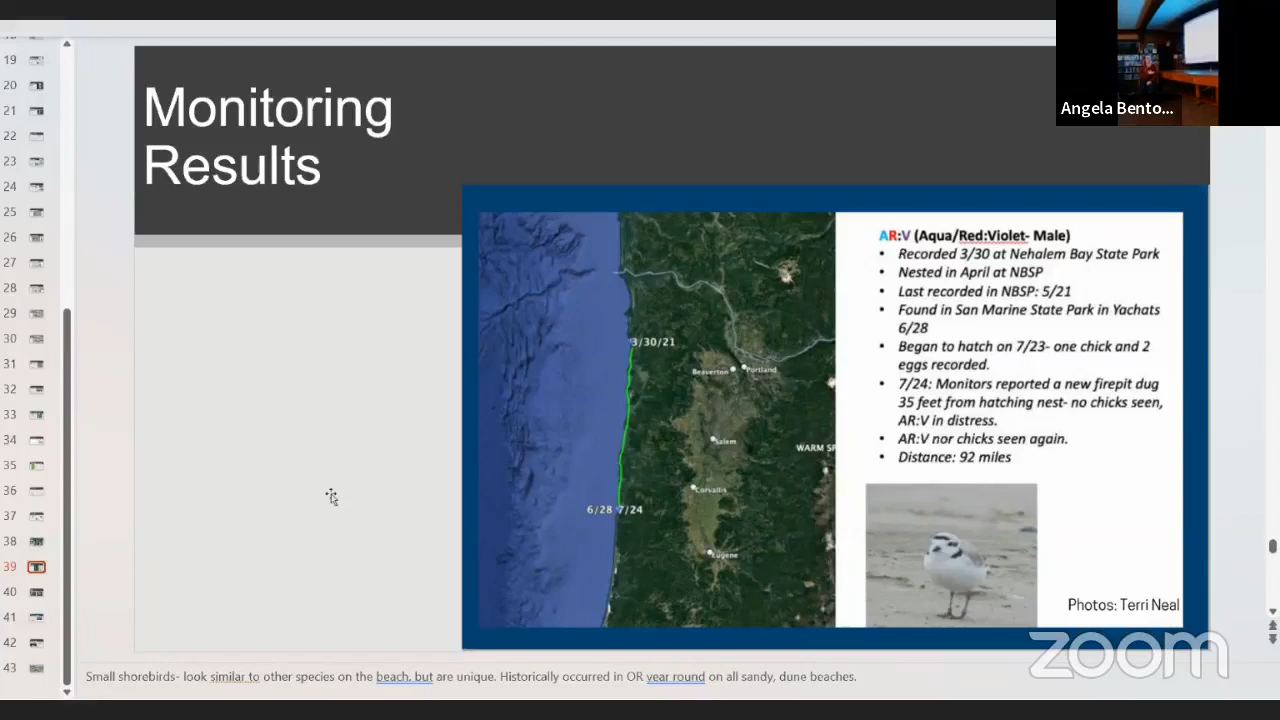 19
20
21
22
23
24
25
26
27
28
29
30
31
32
33
34
35
36
37
38
39
40
41
42
43
Monitoring
Results
Angela Bento...
3/30/21
Beaverton
Portland
Salem
WARM SP
Corvallis
6/28 7/24
Eugene
AR:V (Aqua/Red:Violet- Male)
• Recorded 3/30 at Nehalem Bay State Park
• Nested in April at NBSP
• Last recorded in NBSP: 5/21
• Found in San Marine State Park in Yachats
6/28
• Began to hatch on 7/23- one chick and 2
eggs recorded.
• 7/24: Monitors reported a new firepit dug
35 feet from hatching nest- no chicks seen,
AR:V in distress.
• AR:V nor chicks seen again.
• Distance: 92 miles
Photos: Terri Neal
zoom
Small shorebirds- look similar to other species on the beach, but are unique. Historically occurred in OR year round on all sandy, dune beaches.